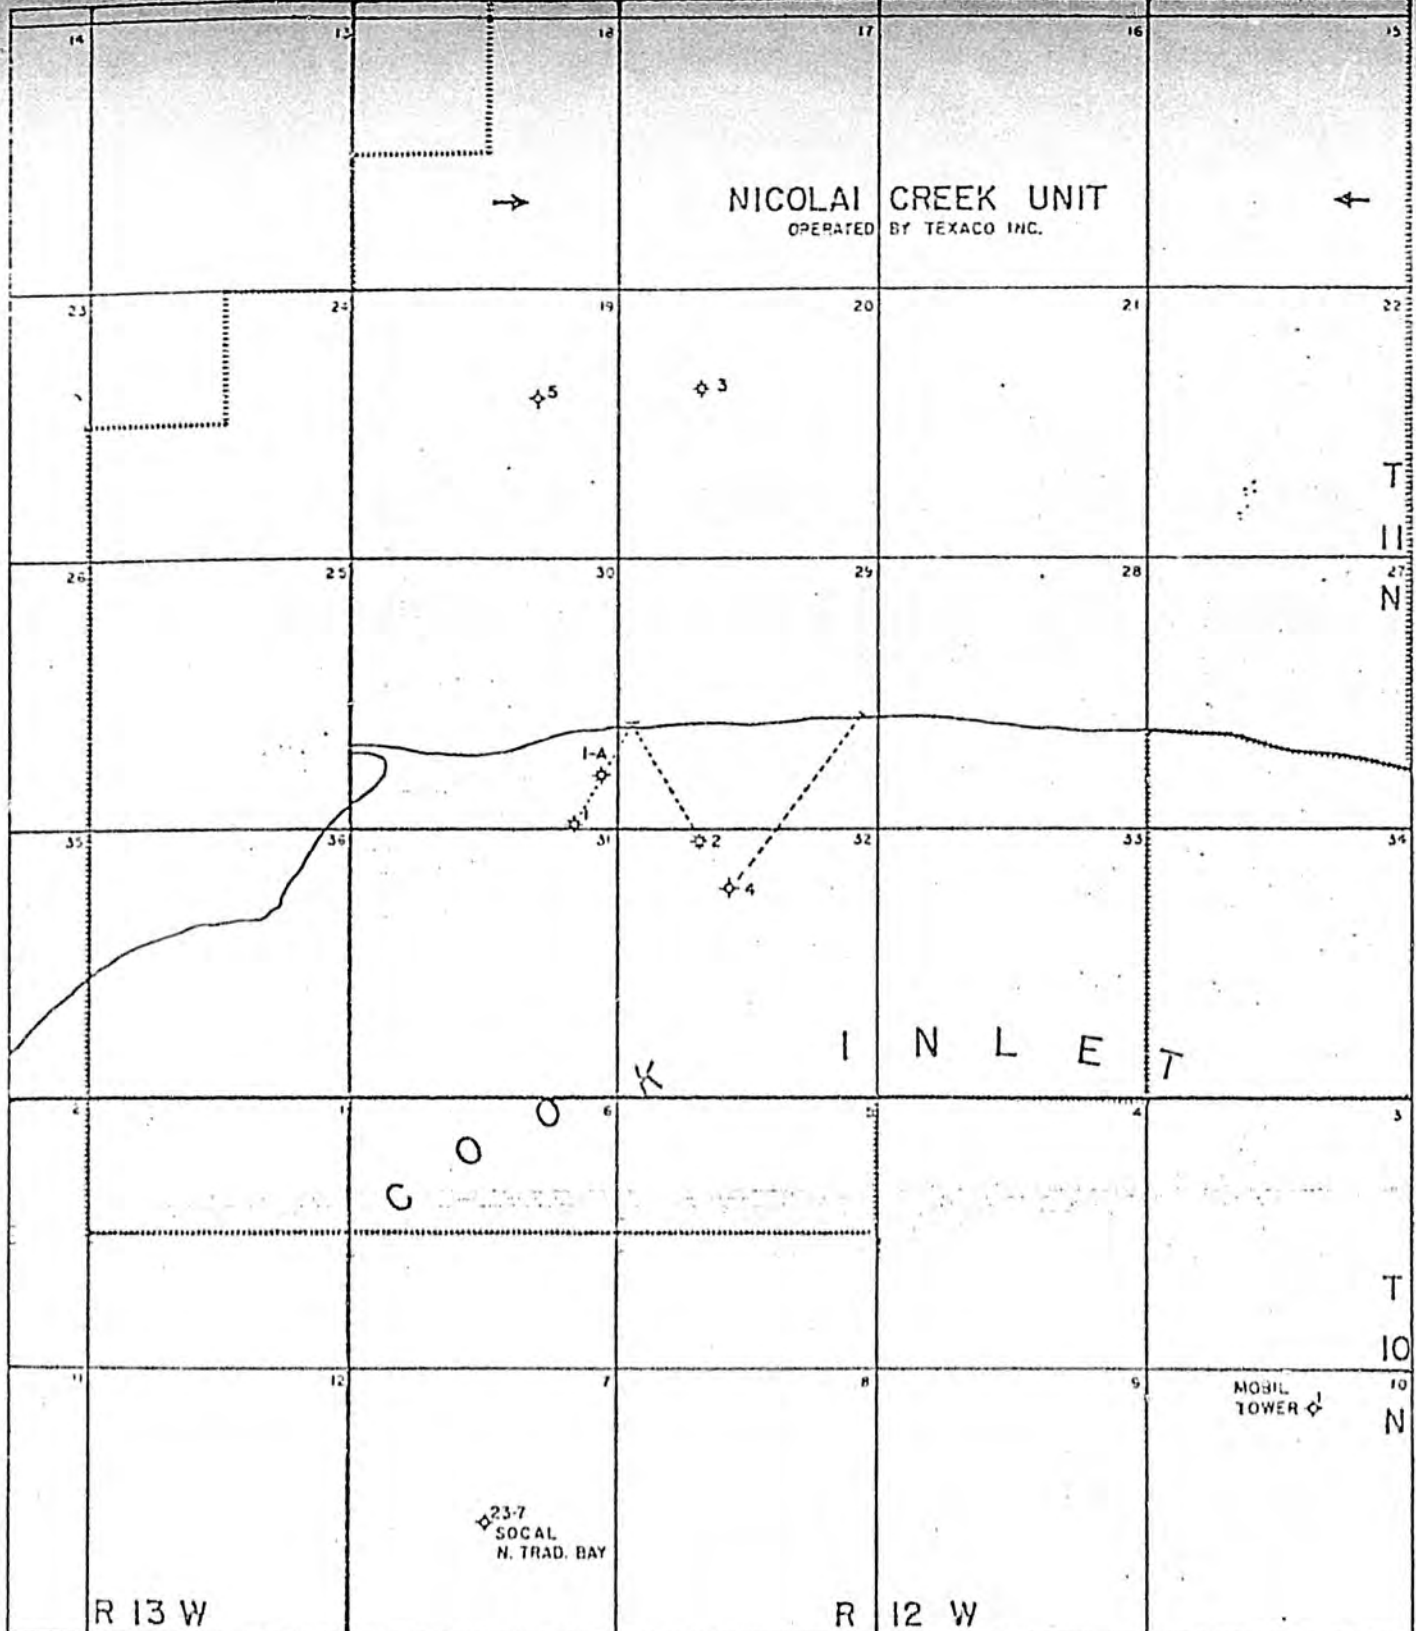 14 13 18 17 16 15
NICOLAI CREEK UNIT
OPERATED BY TEXACO INC.
23 24 19 20 21 22
5 3
T
11
N
26 25 30 29 28 27
1-A
1
2
4
35 36 31 32 33 34
COOK INLET
2 1 6 5 4 3
T
10
N
11 12 7 8 9 10
MOBIL
TOWER 1
23-7
SOCAL
N. TRAD. BAY
R 13 W R 12 W